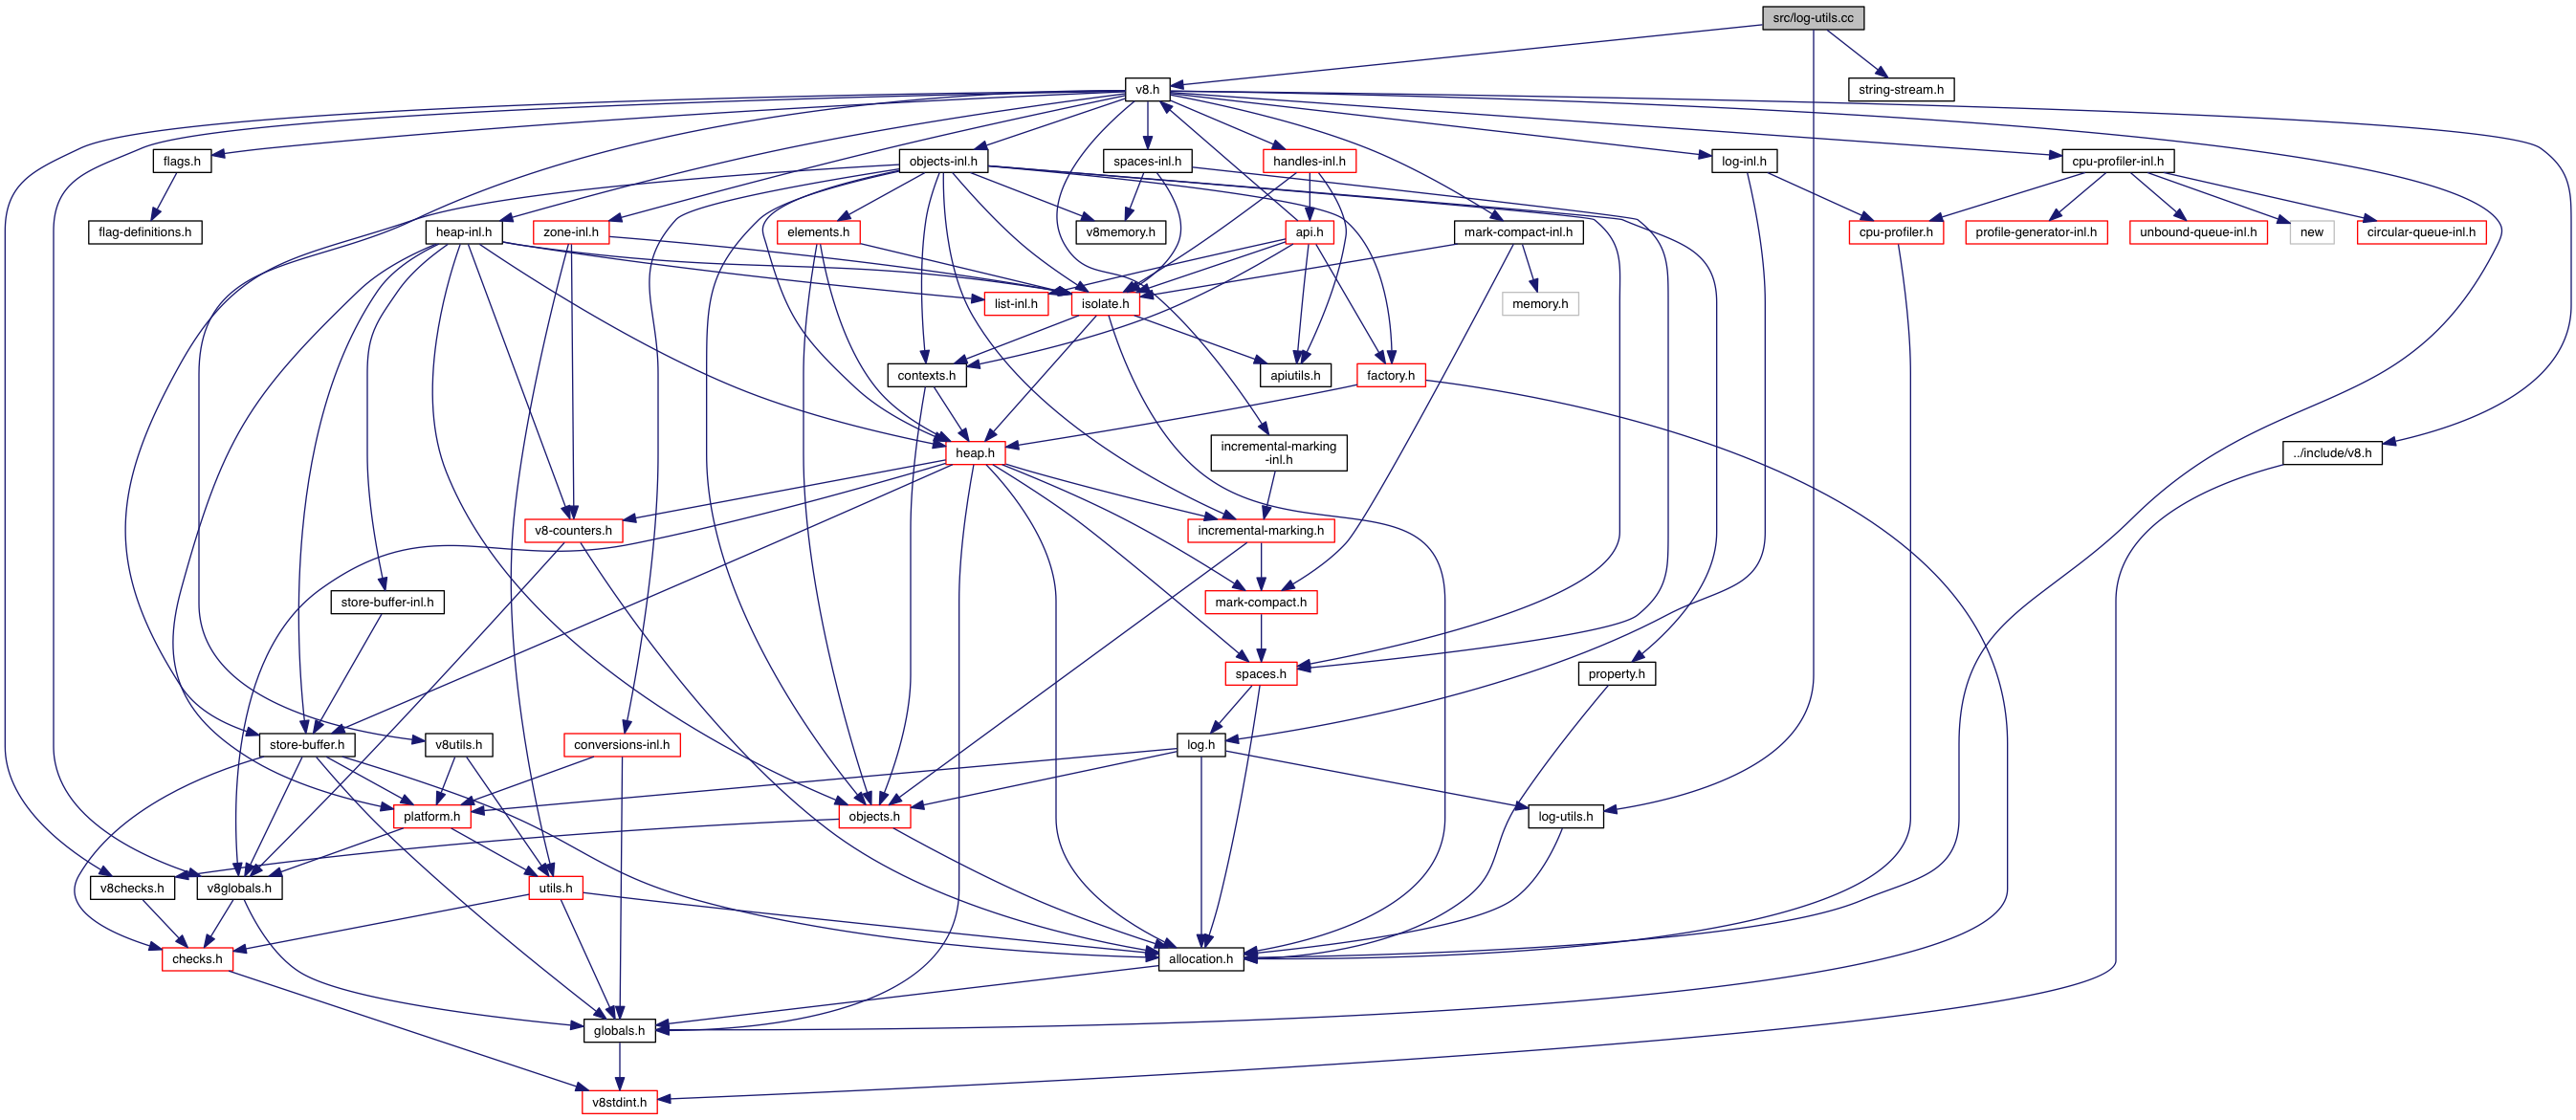 src/log-utils.cc
v8.h
string-stream.h
flags.h
objects-inl.h
spaces-inl.h
handles-inl.h
log-inl.h
cpu-profiler-inl.h
flag-definitions.h
heap-inl.h
zone-inl.h
elements.h
v8memory.h
api.h
mark-compact-inl.h
cpu-profiler.h
profile-generator-inl.h
unbound-queue-inl.h
new
circular-queue-inl.h
list-inl.h
isolate.h
memory.h
contexts.h
apiutils.h
factory.h
heap.h
incremental-marking
-inl.h
../include/v8.h
v8-counters.h
incremental-marking.h
store-buffer-inl.h
mark-compact.h
spaces.h
property.h
store-buffer.h
v8utils.h
conversions-inl.h
log.h
platform.h
objects.h
log-utils.h
v8checks.h
v8globals.h
utils.h
checks.h
allocation.h
globals.h
v8stdint.h